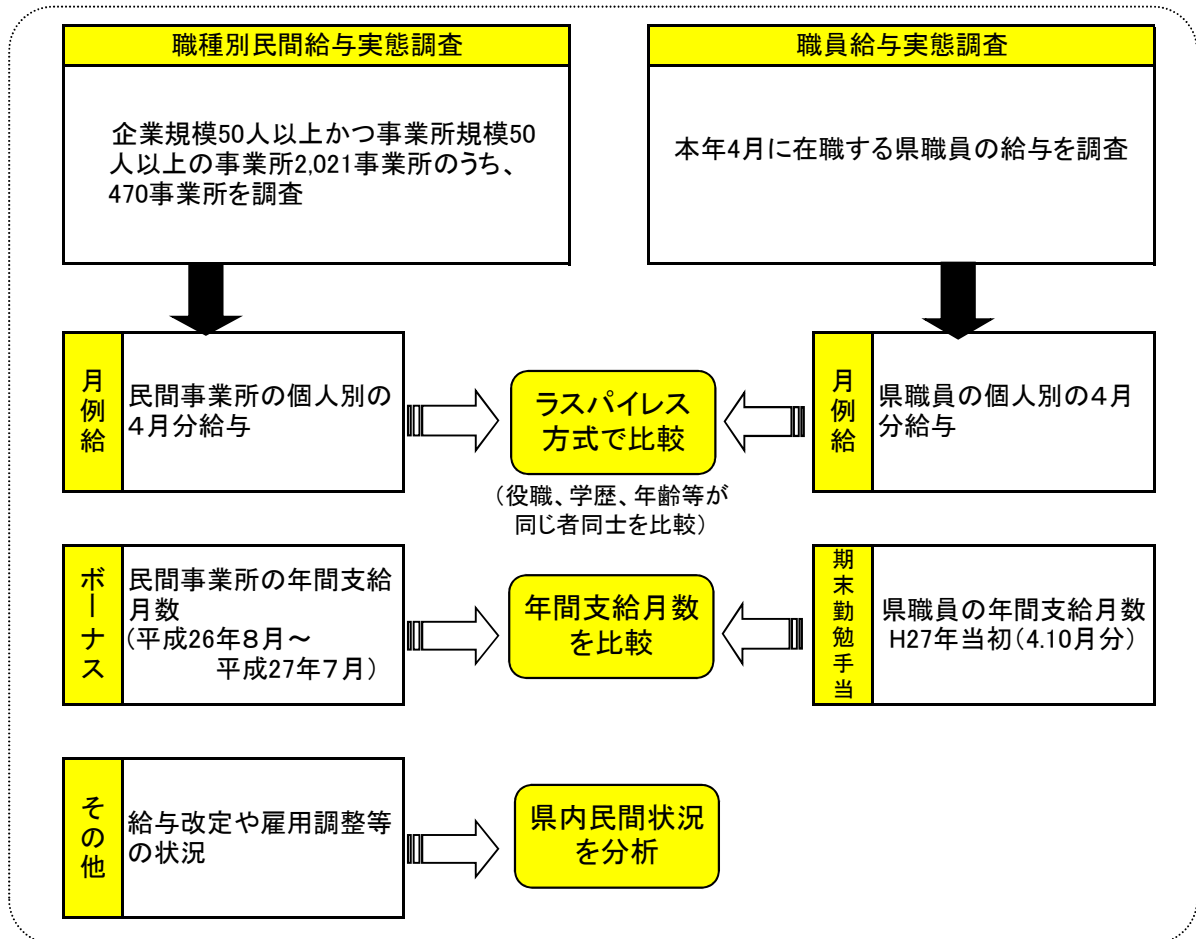 職種別民間給与実態調査
企業規模50人以上かつ事業所規模50
人以上の事業所2,021事業所のうち、
470事業所を調査
職員給与実態調査
本年4月に在職する県職員の給与を調査
月例給
民間事業所の個人別の
４月分給与
ラスパイレス
方式で比較
（役職、学歴、年齢等が
同じ者同士を比較）
月例給
県職員の個人別の４月
分給与
ボーナス
民間事業所の年間支給
月数
(平成26年８月～
平成27年７月）
年間支給月数
を比較
期末勤勉手当
県職員の年間支給月数
H27年当初（4.10月分）
その他
給与改定や雇用調整等
の状況
県内民間状況
を分析